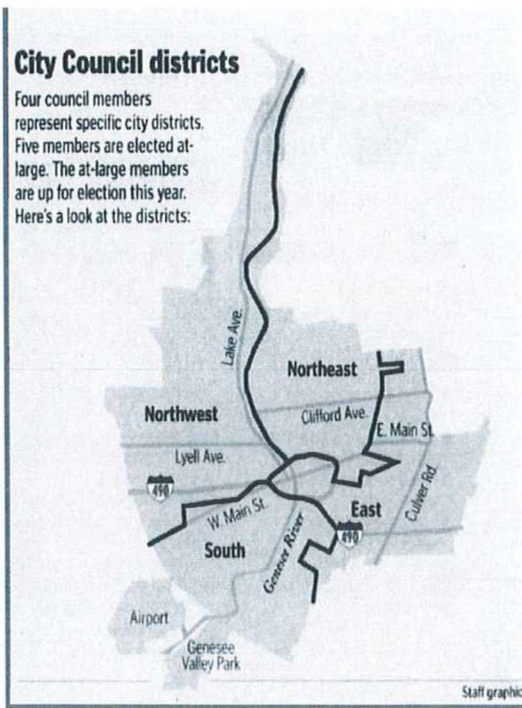 City Council districts
Four council members
represent specific city districts.
Five members are elected at-
large. The at-large members
are up for election this year.
Here's a look at the districts:
Lake Ave.
Northeast
Northwest
Clifford Ave.
E. Main St.
Lyell Ave.
490
W. Main St.
East
Culver Rd.
490
South
Genesee River
Airport
Genesee
Valley Park
Staff graphic